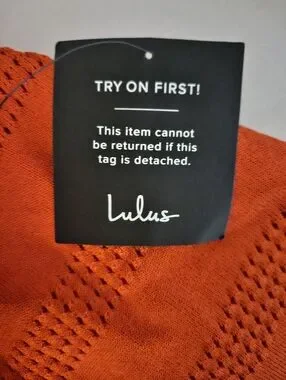 TRY ON FIRST!
This item cannot
be returned if this
tag is detached.
Lulus